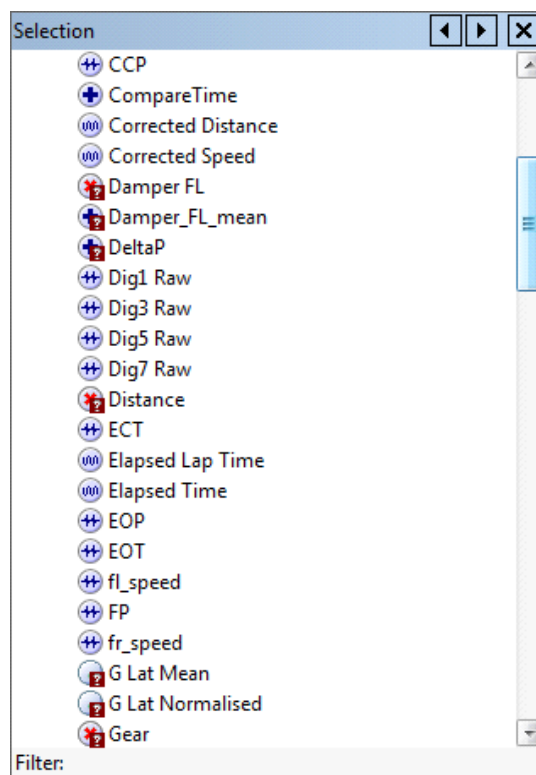 Selection
CCP
CompareTime
Corrected Distance
Corrected Speed
Damper FL
Damper_FL_mean
DeltaP
Dig1 Raw
Dig3 Raw
Dig5 Raw
Dig7 Raw
Distance
ECT
Elapsed Lap Time
Elapsed Time
EOP
EOT
fl_speed
FP
fr_speed
G Lat Mean
G Lat Normalised
Gear
Filter: